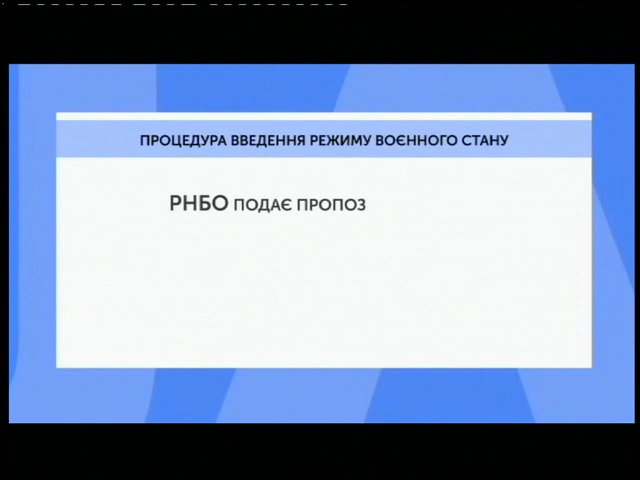 ПРОЦЕДУРА ВВЕДЕННЯ РЕЖИМУ ВОЄННОГО СТАНУ
РНБО ПОДАЄ ПРОПОЗ